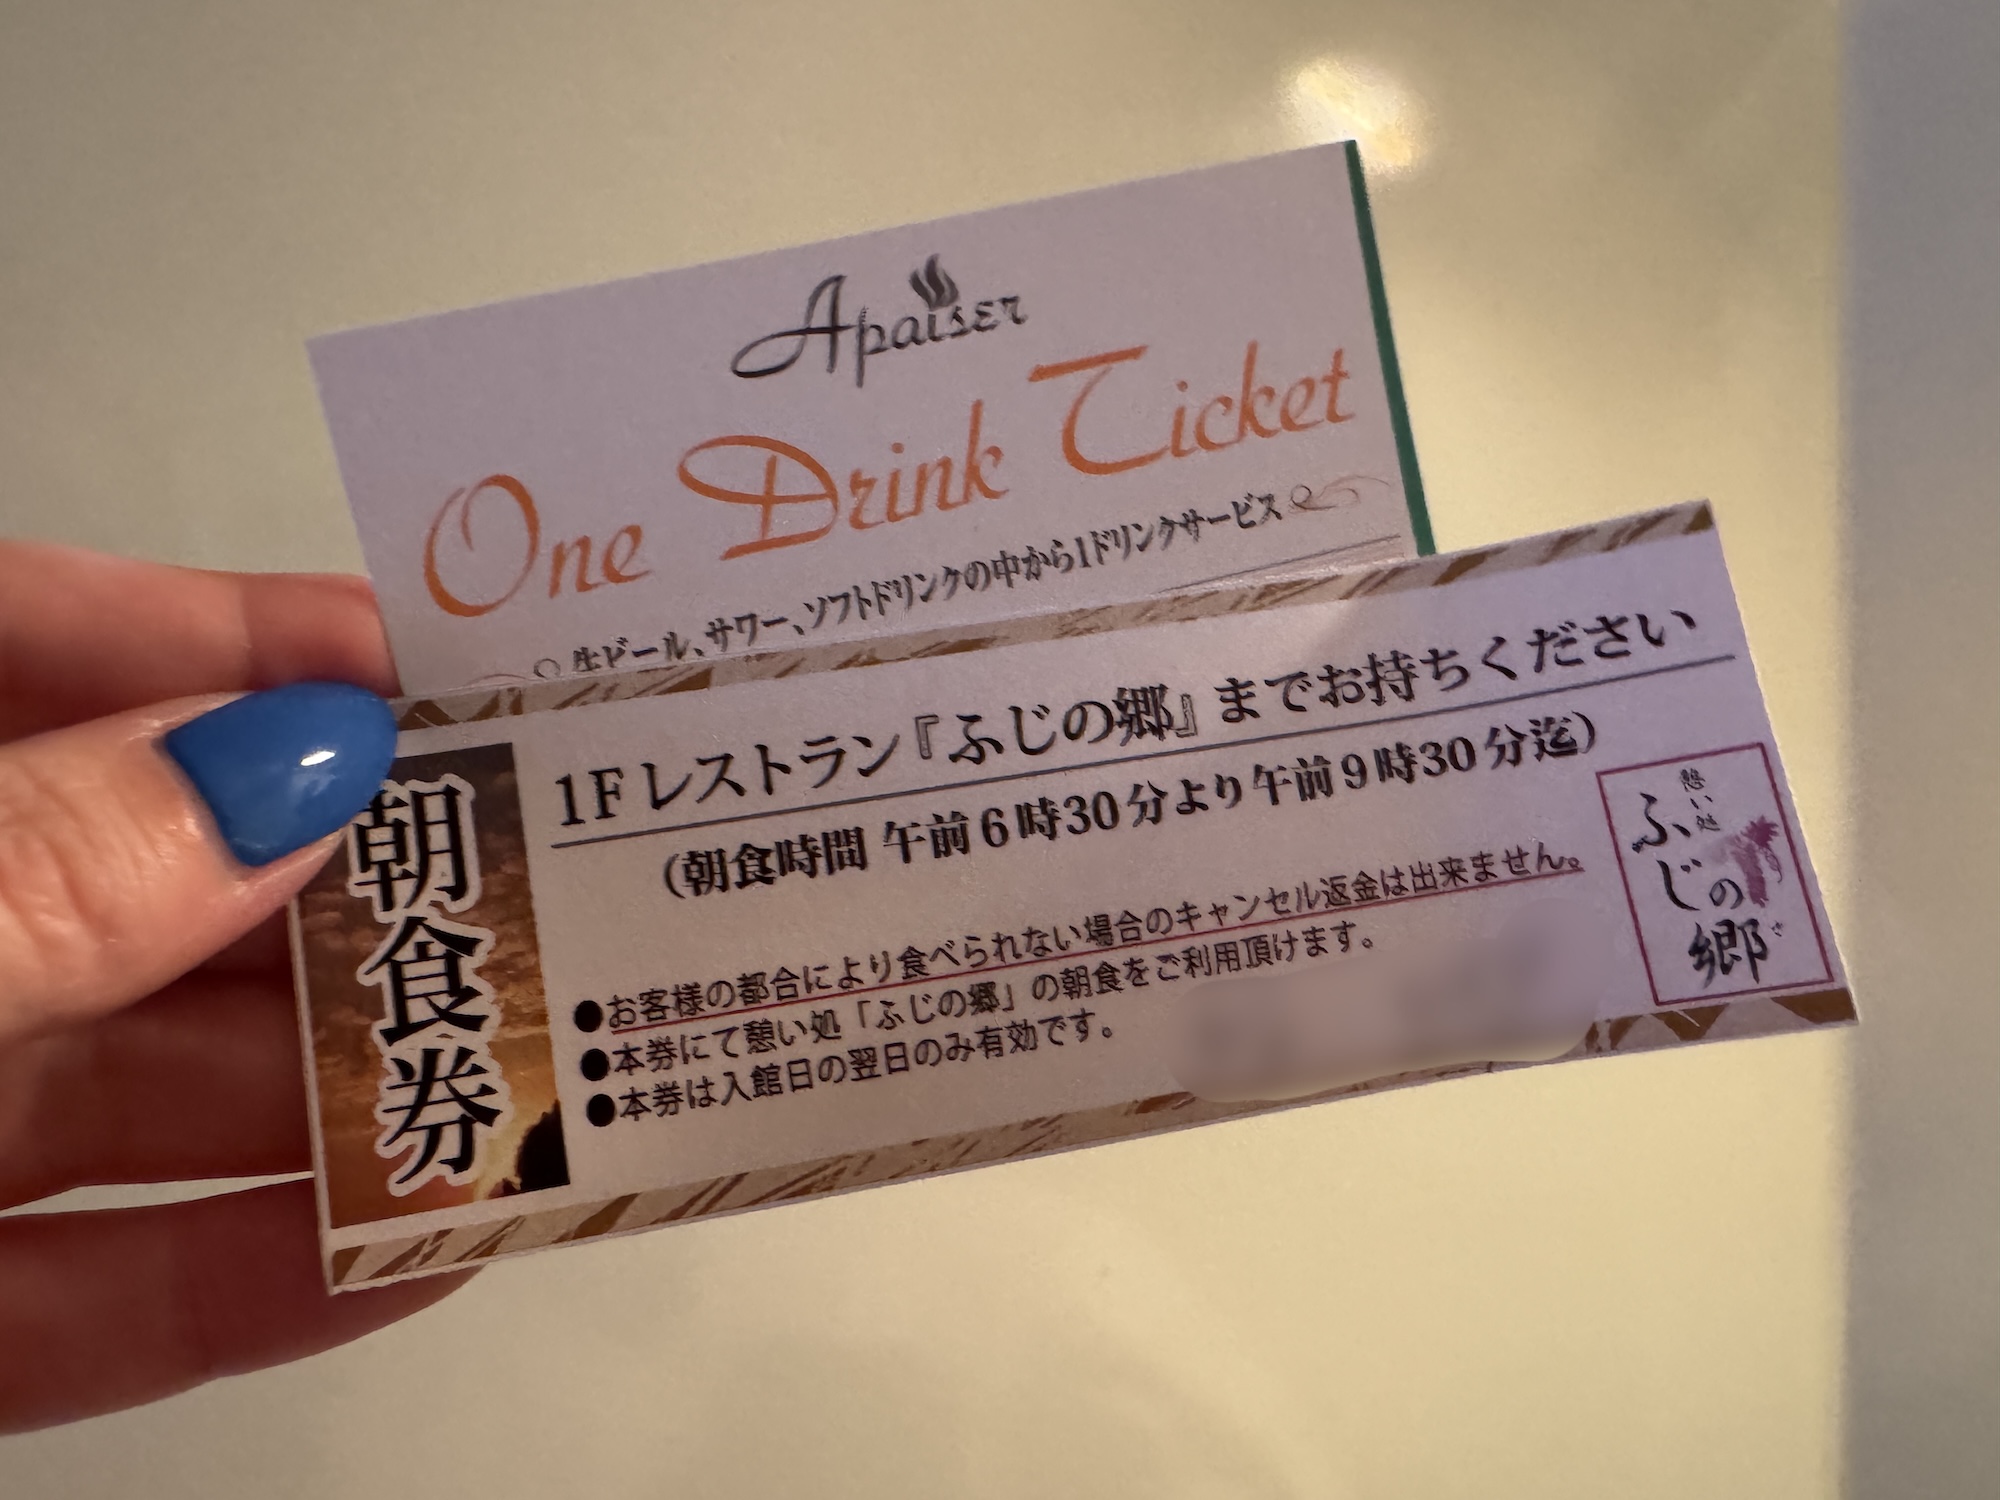 Apaiser
One Drink Ticket
生ビール、サワー、ソフトドリンクの中から1ドリンクサービス
朝食券
1Fレストラン『ふじの郷』までお持ちください
(朝食時間 午前6時30分より午前9時30分迄)
●お客様の都合により食べられない場合のキャンセル返金は出来ません。
●本券にて憩い処「ふじの郷」の朝食をご利用頂けます。
●本券は入館日の翌日のみ有効です。
憩い処
ふじの郷